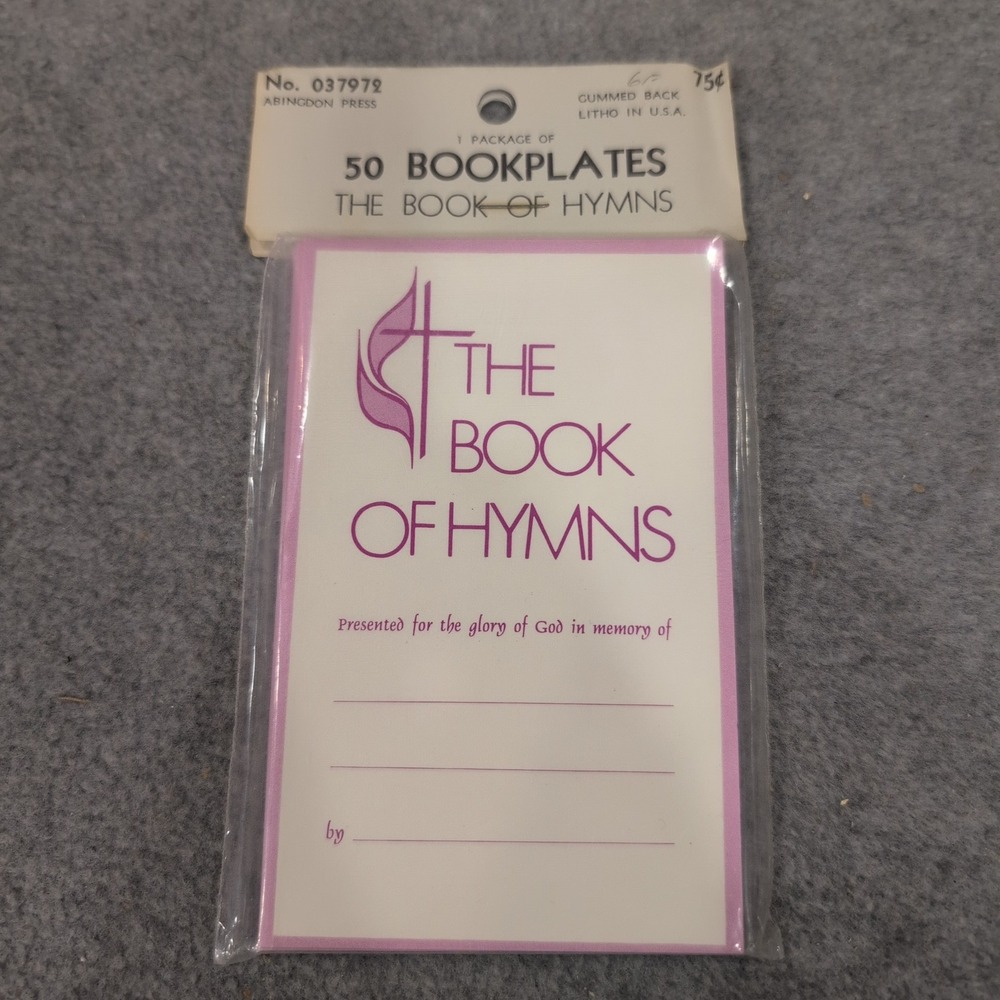 No. 037972
ABINGDON PRESS
75¢
GUMMED BACK
LITHO IN U.S.A.
1 PACKAGE OF
50 BOOKPLATES
THE BOOK OF HYMNS
THE
BOOK
OF HYMNS
Presented for the glory of God in memory of
by